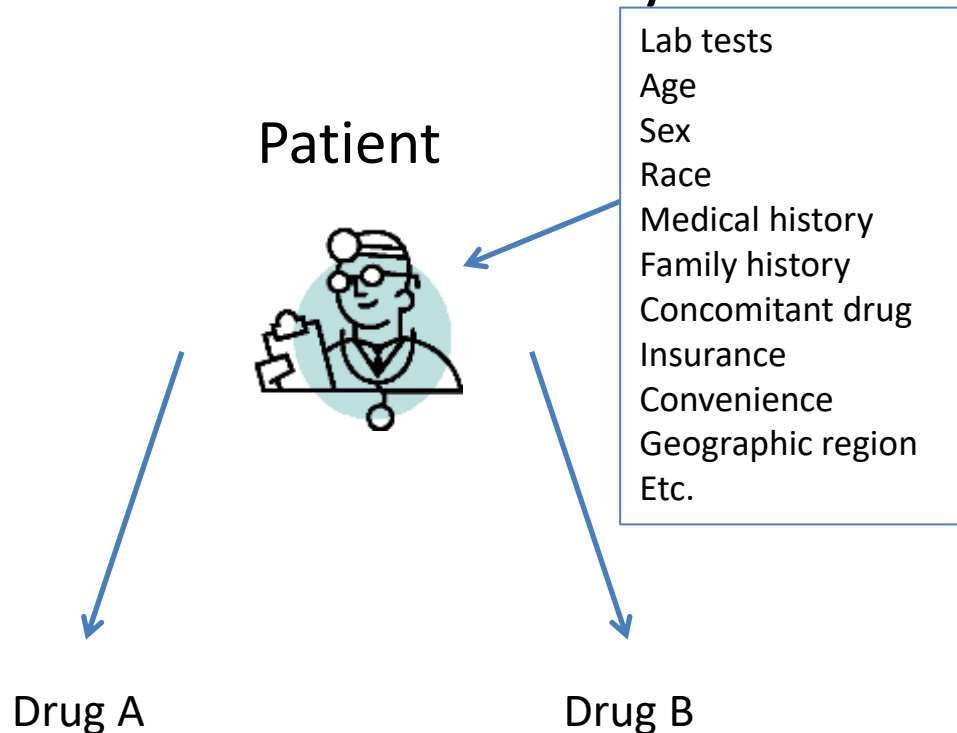 Patient
Lab tests
Age
Sex
Race
Medical history
Family history
Concomitant drug
Insurance
Convenience
Geographic region
Etc.
Drug A
Drug B